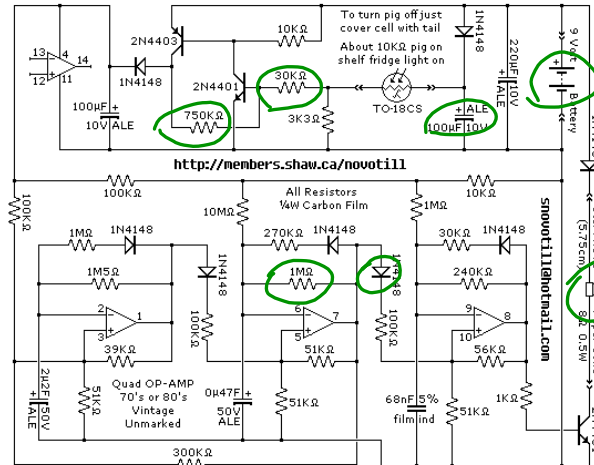 To turn pig off just
cover cell with tail
About 10KΩ pig on
shelf fridge light on
2N4403
10KΩ
1N4148
220µF
10V
ALE
9 Volt
Battery
13
4
14
12
11
1N4148
2N4401
30KΩ
TO-18CS
100µF
10V ALE
750KΩ
3K3Ω
ALE
100µF 10V
http://members.shaw.ca/novotill
100KΩ
100KΩ
All Resistors
¼W Carbon Film
10KΩ
10MΩ
1MΩ
snovotill@hotmail.com
(5.75cm
8Ω 0.5W
1MΩ
1N4148
1N4148
270KΩ
1N4148
1N4148
30KΩ
1N4148
1M5Ω
1MΩ
240KΩ
2
3
1
100KΩ
6
5
7
100KΩ
9
10
8
39KΩ
51KΩ
56KΩ
2µ2F
50V
ALE
51KΩ
Quad OP-AMP
70's or 80's
Vintage
Unmarked
0µ47F
50V
ALE
51KΩ
68nF 5%
film ind
51KΩ
1KΩ
300KΩ